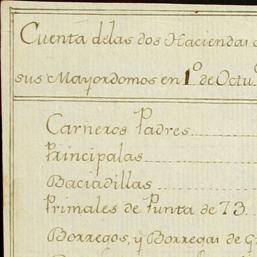 Cuenta delas dos Haciendas
sus Mayordomos en 1º de Octu
Carneros Padres
Principalas
Baciadillas
Primales de Punta de 73.
Borregos, y Borregas de